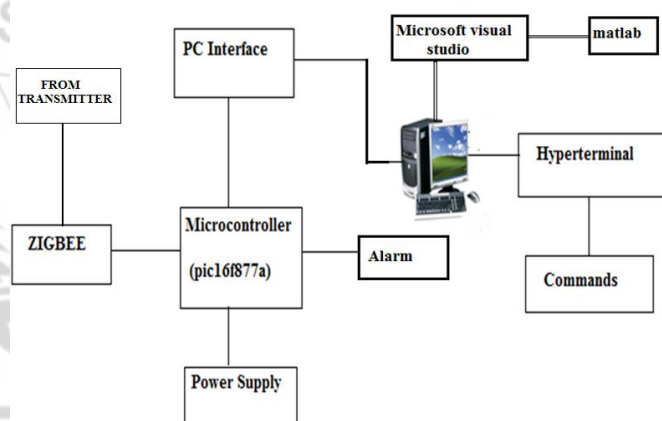 Microsoft visual
studio
matlab
PC Interface
FROM
TRANSMITTER
Hyperterminal
Microcontroller
(pic16f877a)
ZIGBEE
Alarm
Commands
Power Supply